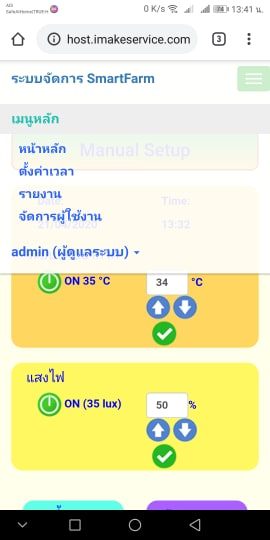 AIS
SafeAtHome(TRUE-H
0 K/s
13:41 น.
host.imakeservice.com
3
ระบบจัดการ SmartFarm
เมนูหลัก
Manual Setup
หน้าหลัก
ตั้งค่าเวลา
รายงาน
Date: Time:
จัดการผู้ใช้งาน
21/04/2020 13:32
admin (ผู้ดูแลระบบ)
ON 35 °C 34 °C
แสงไฟ
ON (35 lux) 50 %